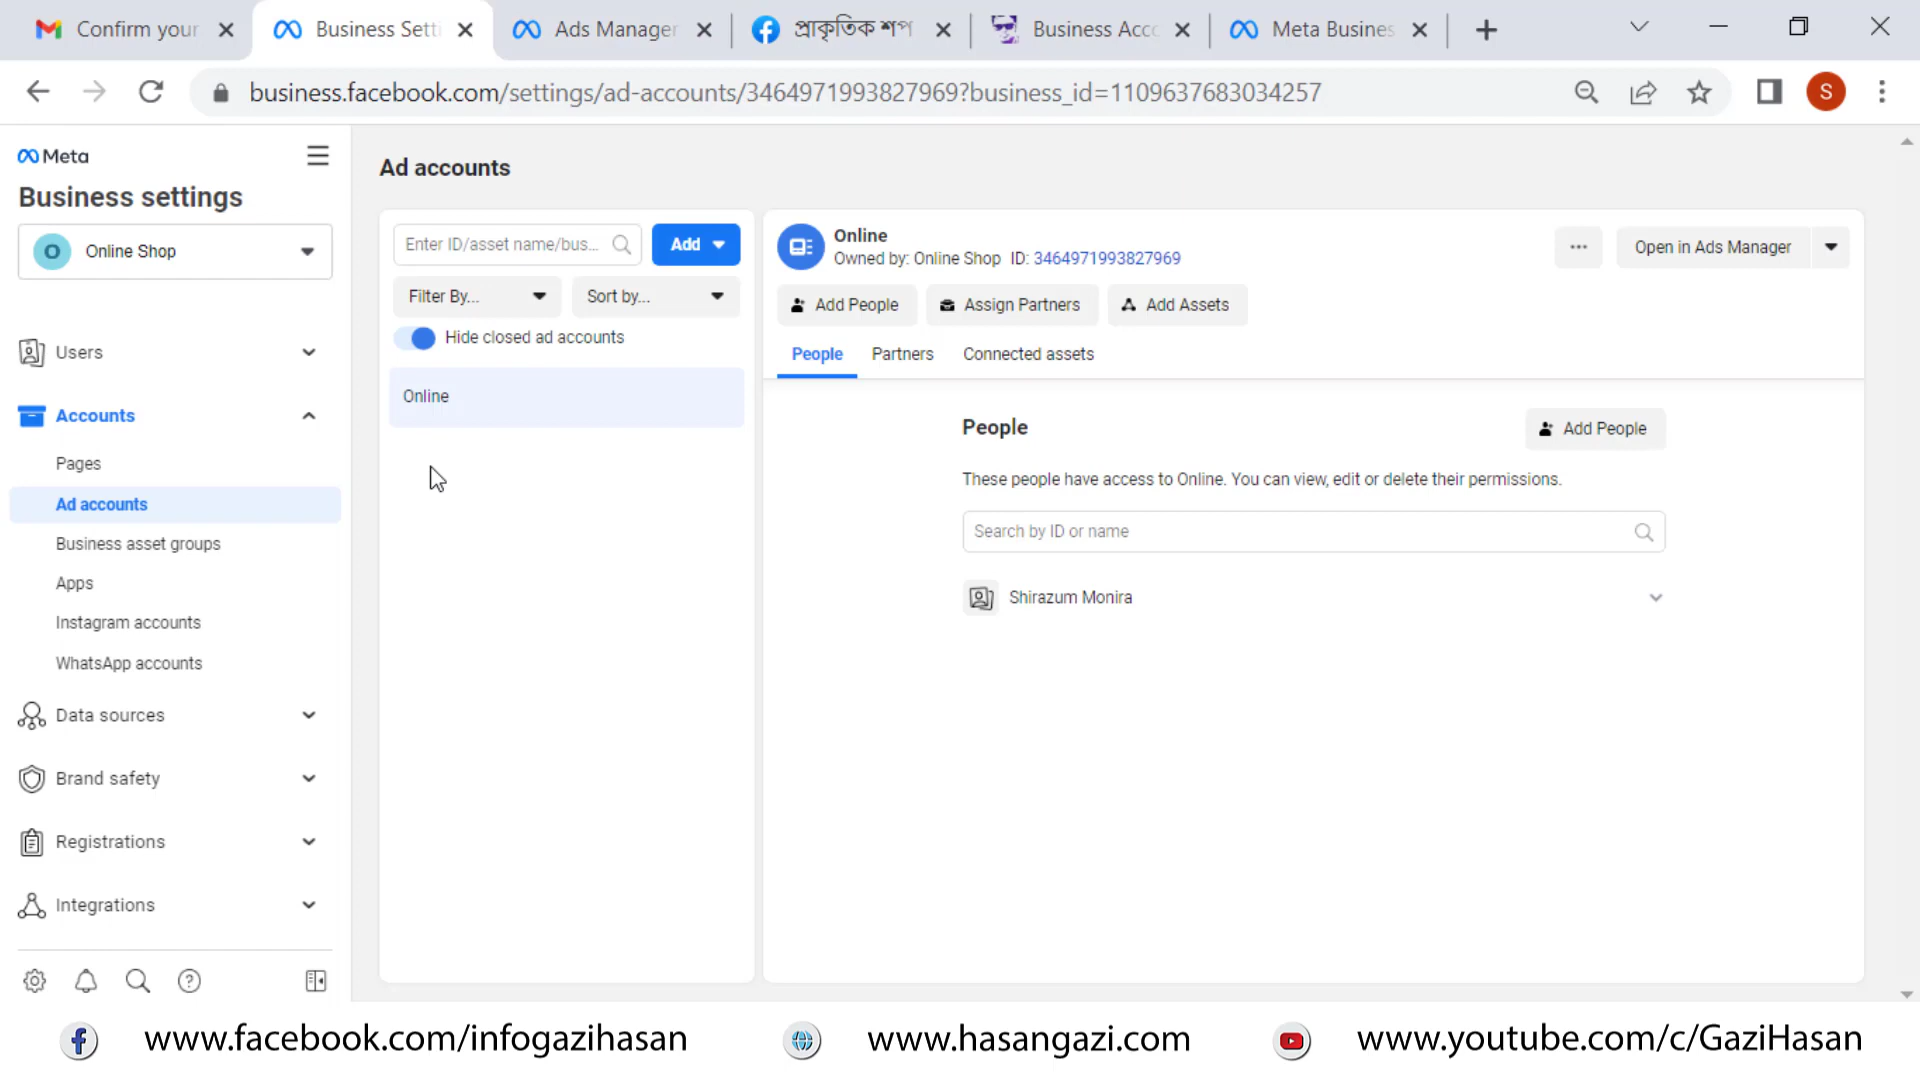 Confirm your
Business Setti
Ads Manager
প্রাকৃতিক শপ
Business Acco
Meta Busines
business.facebook.com/settings/ad-accounts/3464971993827969?business_id=1109637683034257
S
Meta
Business settings
O Online Shop
Users
Accounts
Pages
Ad accounts
Business asset groups
Apps
Instagram accounts
WhatsApp accounts
Data sources
Brand safety
Registrations
Integrations
Ad accounts
Enter ID/asset name/bus...
Add
Filter By...
Sort by...
Hide closed ad accounts
Online
Online
Owned by: Online Shop ID: 3464971993827969
Open in Ads Manager
Add People
Assign Partners
Add Assets
People
Partners
Connected assets
People
Add People
These people have access to Online. You can view, edit or delete their permissions.
Search by ID or name
Shirazum Monira
www.facebook.com/infogazihasan
www.hasangazi.com
www.youtube.com/c/GaziHasan